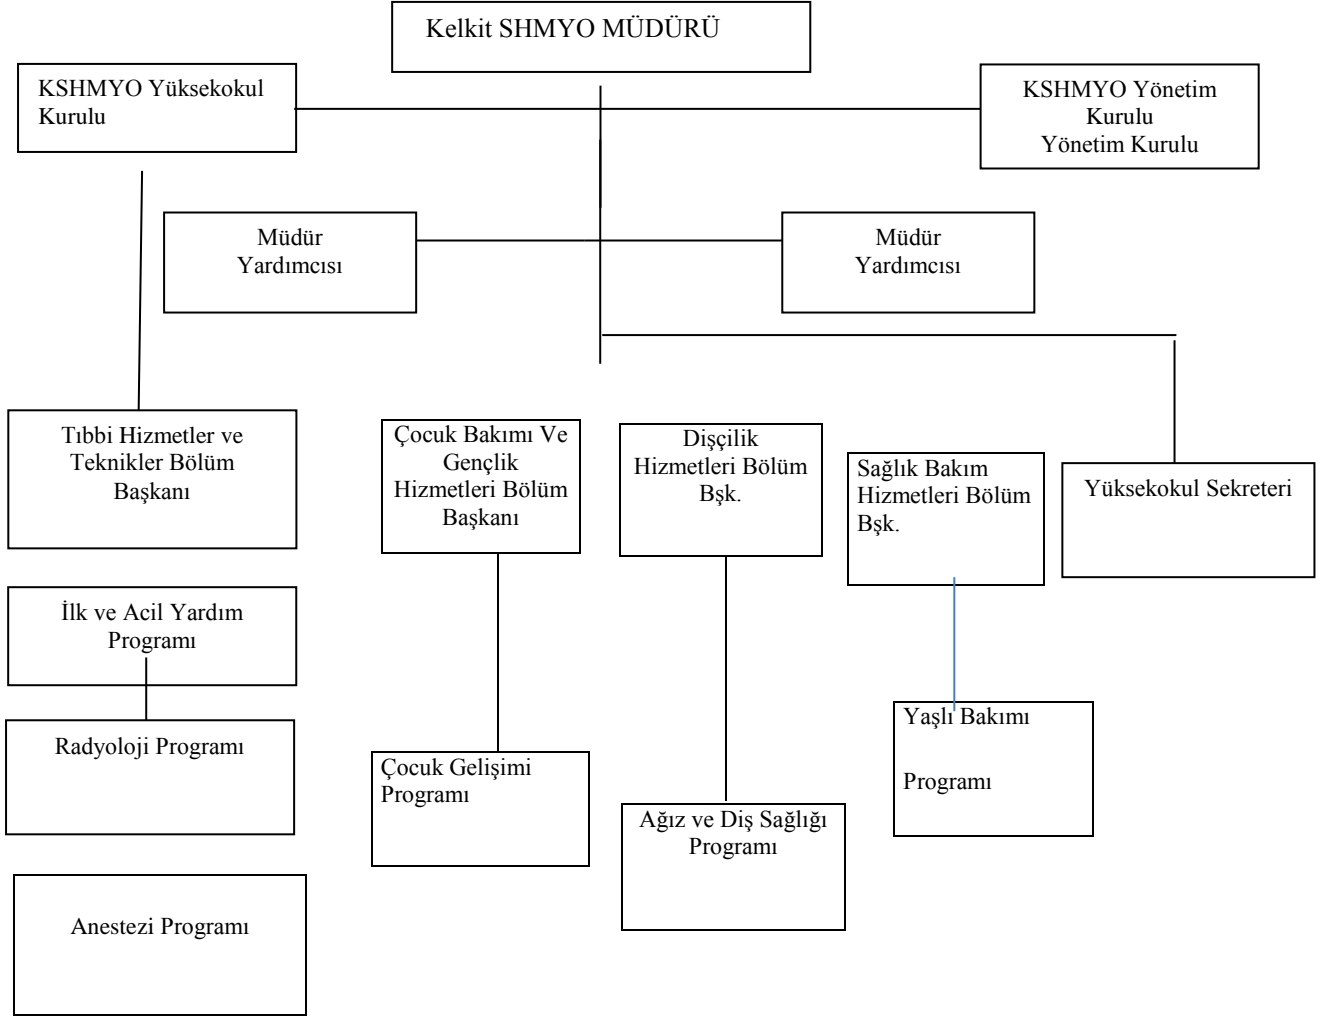 Kelkit SHMYO MÜDÜRÜ
KSHMYO Yüksekokul
Kurulu
KSHMYO Yönetim
Kurulu
Yönetim Kurulu
Müdür
Yardımcısı
Müdür
Yardımcısı
Tıbbi Hizmetler ve
Teknikler Bölüm
Başkanı
Çocuk Bakımı Ve
Gençlik
Hizmetleri Bölüm
Başkanı
Dişçilik
Hizmetleri Bölüm
Bşk.
Sağlık Bakım
Hizmetleri Bölüm
Bşk.
Yüksekokul Sekreteri
İlk ve Acil Yardım
Programı
Radyoloji Programı
Çocuk Gelişimi
Programı
Ağız ve Diş Sağlığı
Programı
Yaşlı Bakımı
Programı
Anestezi Programı